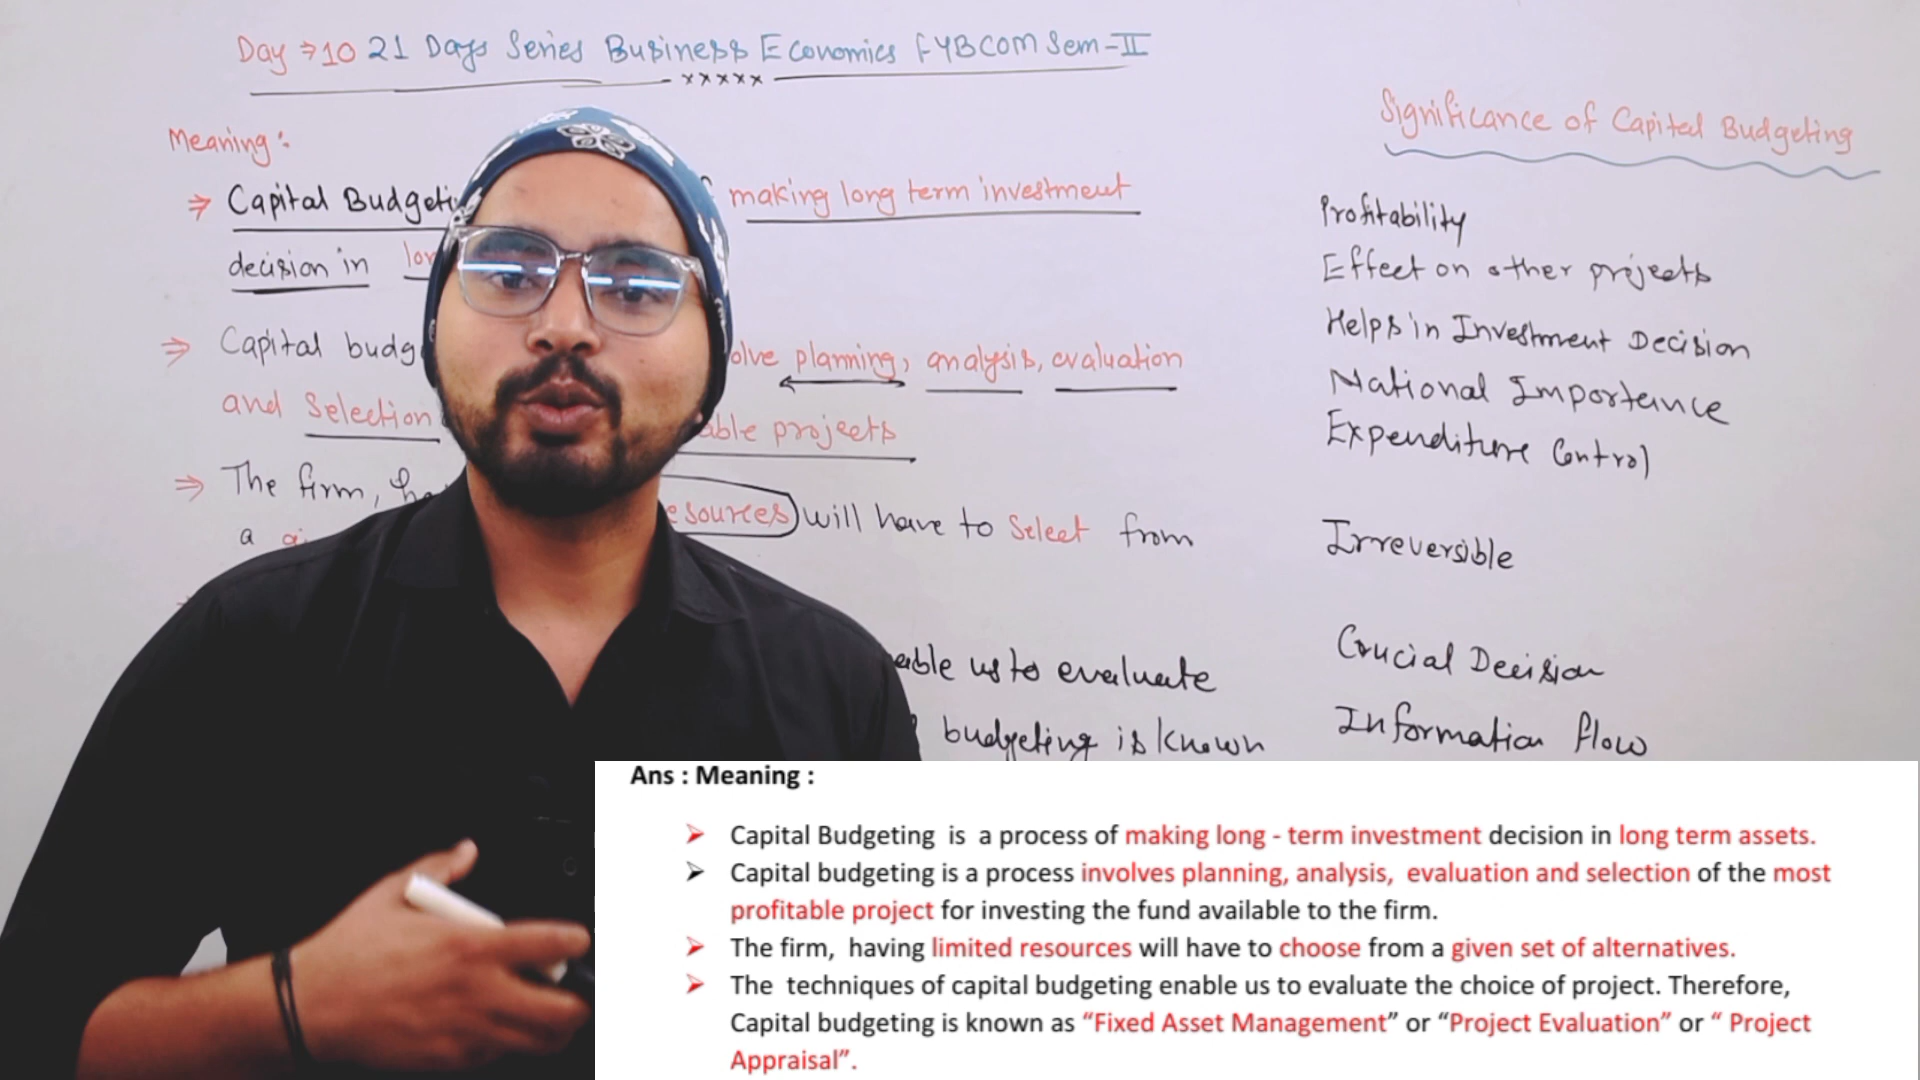 Day ⇒ 10 21 Days Series Business Economics FYBCOM Sem-II
xxxxx
Meaning:
⇒ Capital Budgeti making long term investment
decision in lon
⇒ Capital budg olve planning, analysis, evaluation
and Selection able projects
⇒ The firm, ha esources will have to Select from
a gi
eable us to evaluate
budgeting is known
Significance of Capital Budgeting
Profitability
Effect on other projects
Helps in Investment Decision
National Importance
Expenditure Control
Irreversible
Crucial Decision
Information flow
Ans : Meaning :
➢ Capital Budgeting is a process of making long - term investment decision in long term assets.
➢ Capital budgeting is a process involves planning, analysis, evaluation and selection of the most
profitable project for investing the fund available to the firm.
➢ The firm, having limited resources will have to choose from a given set of alternatives.
➢ The techniques of capital budgeting enable us to evaluate the choice of project. Therefore,
Capital budgeting is known as “Fixed Asset Management” or “Project Evaluation” or “ Project
Appraisal”.